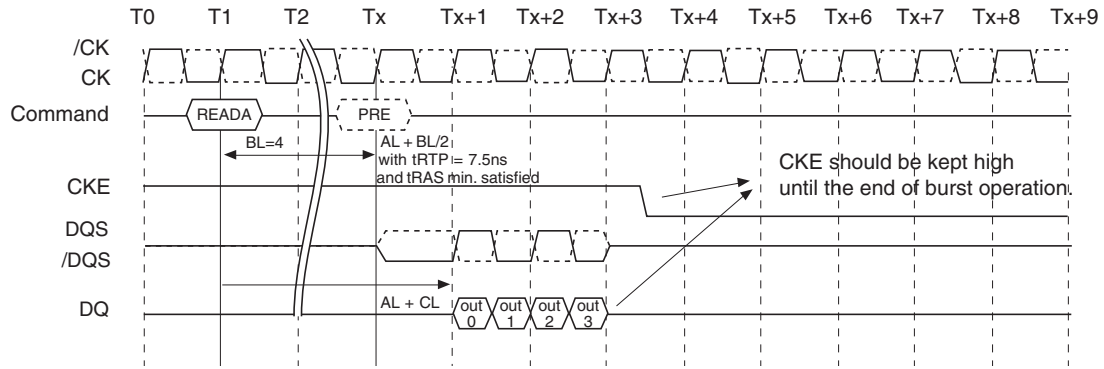 T0 T1 T2 Tx Tx+1 Tx+2 Tx+3 Tx+4 Tx+5 Tx+6 Tx+7 Tx+8 Tx+9
/CK
CK
Command READA PRE
BL=4 AL + BL/2
with tRTP = 7.5ns
and tRAS min. satisfied
CKE should be kept high
until the end of burst operation.
CKE
DQS
/DQS
AL + CL
DQ out 0 out 1 out 2 out 3